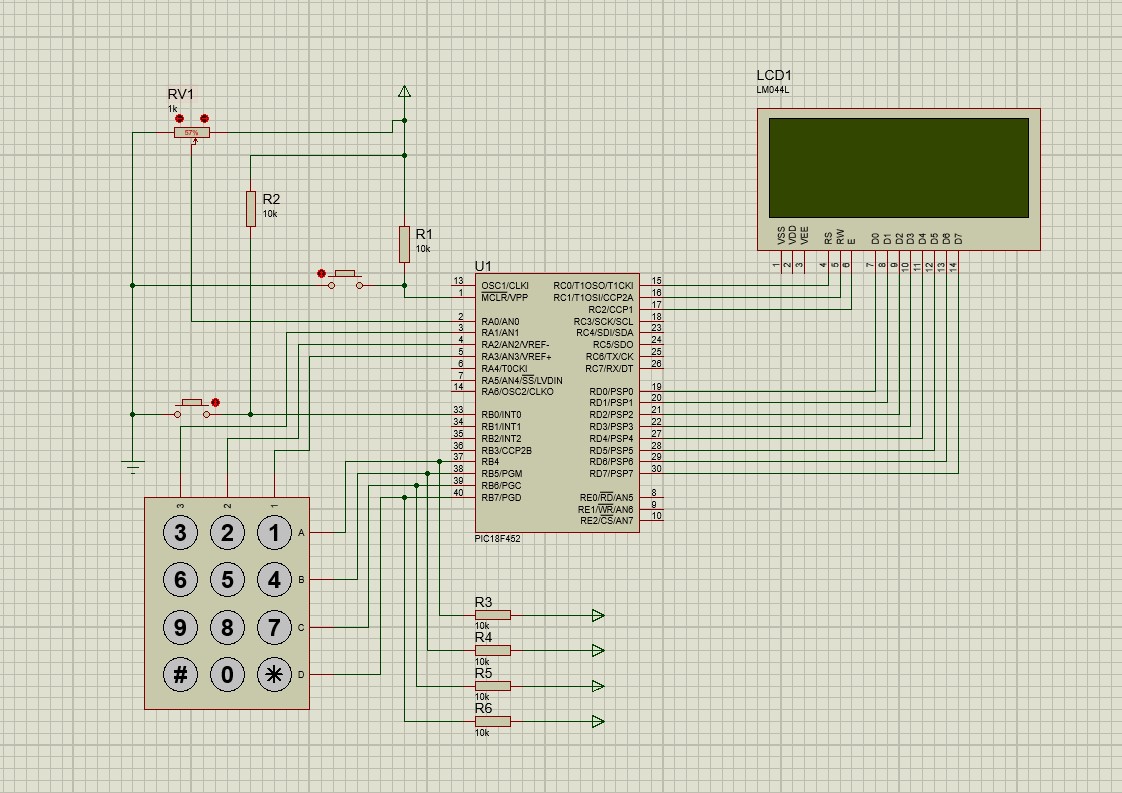 LCD1
LM044L
VSS VDD VEE RS RW E D0 D1 D2 D3 D4 D5 D6 D7
1 2 3 4 5 6 7 8 9 10 11 12 13 14
RV1
1k
57%
R2
10k
R1
10k
U1
13 OSC1/CLKI RC0/T1OSO/T1CKI 15
1 MCLR/VPP RC1/T1OSI/CCP2A 16
RC2/CCP1 17
2 RA0/AN0 RC3/SCK/SCL 18
3 RA1/AN1 RC4/SDI/SDA 23
4 RA2/AN2/VREF- RC5/SDO 24
5 RA3/AN3/VREF+ RC6/TX/CK 25
6 RA4/T0CKI RC7/RX/DT 26
7 RA5/AN4/SS/LVDIN
14 RA6/OSC2/CLKO RD0/PSP0 19
RD1/PSP1 20
33 RB0/INT0 RD2/PSP2 21
34 RB1/INT1 RD3/PSP3 22
35 RB2/INT2 RD4/PSP4 27
36 RB3/CCP2B RD5/PSP5 28
37 RB4 RD6/PSP6 29
38 RB5/PGM RD7/PSP7 30
39 RB6/PGC
40 RB7/PGD RE0/RD/AN5 8
RE1/WR/AN6 9
RE2/CS/AN7 10
PIC18F452
3 2 1
3 2 1 A
6 5 4 B
9 8 7 C
# 0 * D
R3
10k
R4
10k
R5
10k
R6
10k